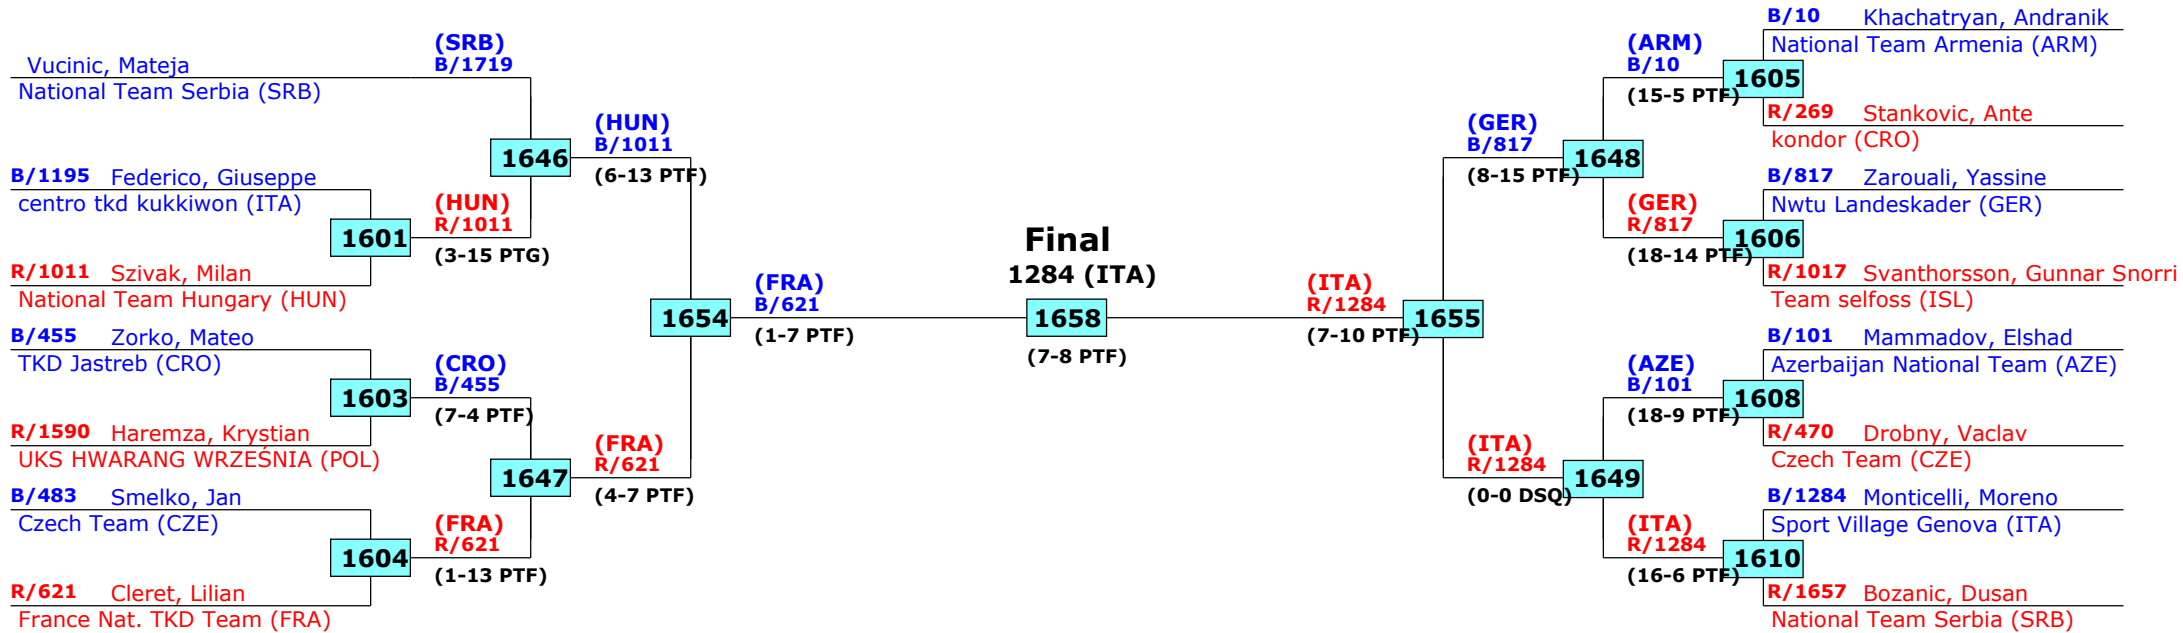 Vucinic, Mateja
National Team Serbia (SRB)
B/1195 Federico, Giuseppe
centro tkd kukkiwon (ITA)
R/1011 Szivak, Milan
National Team Hungary (HUN)
B/455 Zorko, Mateo
TKD Jastreb (CRO)
R/1590 Haremza, Krystian
UKS HWARANG WRZEŚNIA (POL)
B/483 Smelko, Jan
Czech Team (CZE)
R/621 Cleret, Lilian
France Nat. TKD Team (FRA)
1601
1603
1604
(SRB)
B/1719
(HUN)
R/1011
(3-15 PTG)
(CRO)
B/455
(7-4 PTF)
(FRA)
R/621
(1-13 PTF)
1646
1647
(HUN)
B/1011
(6-13 PTF)
(FRA)
R/621
(4-7 PTF)
1654
(FRA)
B/621
(1-7 PTF)
Final
1284 (ITA)
1658
(7-8 PTF)
(ITA)
R/1284
(7-10 PTF)
1655
(GER)
B/817
(8-15 PTF)
(ITA)
R/1284
(0-0 DSQ)
1648
1649
(ARM)
B/10
(15-5 PTF)
(GER)
R/817
(18-14 PTF)
(AZE)
B/101
(18-9 PTF)
(ITA)
R/1284
(16-6 PTF)
1605
1606
1608
1610
B/10 Khachatryan, Andranik
National Team Armenia (ARM)
R/269 Stankovic, Ante
kondor (CRO)
B/817 Zarouali, Yassine
Nwtu Landeskader (GER)
R/1017 Svanthorsson, Gunnar Snorri
Team selfoss (ISL)
B/101 Mammadov, Elshad
Azerbaijan National Team (AZE)
R/470 Drobny, Vaclav
Czech Team (CZE)
B/1284 Monticelli, Moreno
Sport Village Genova (ITA)
R/1657 Bozanic, Dusan
National Team Serbia (SRB)